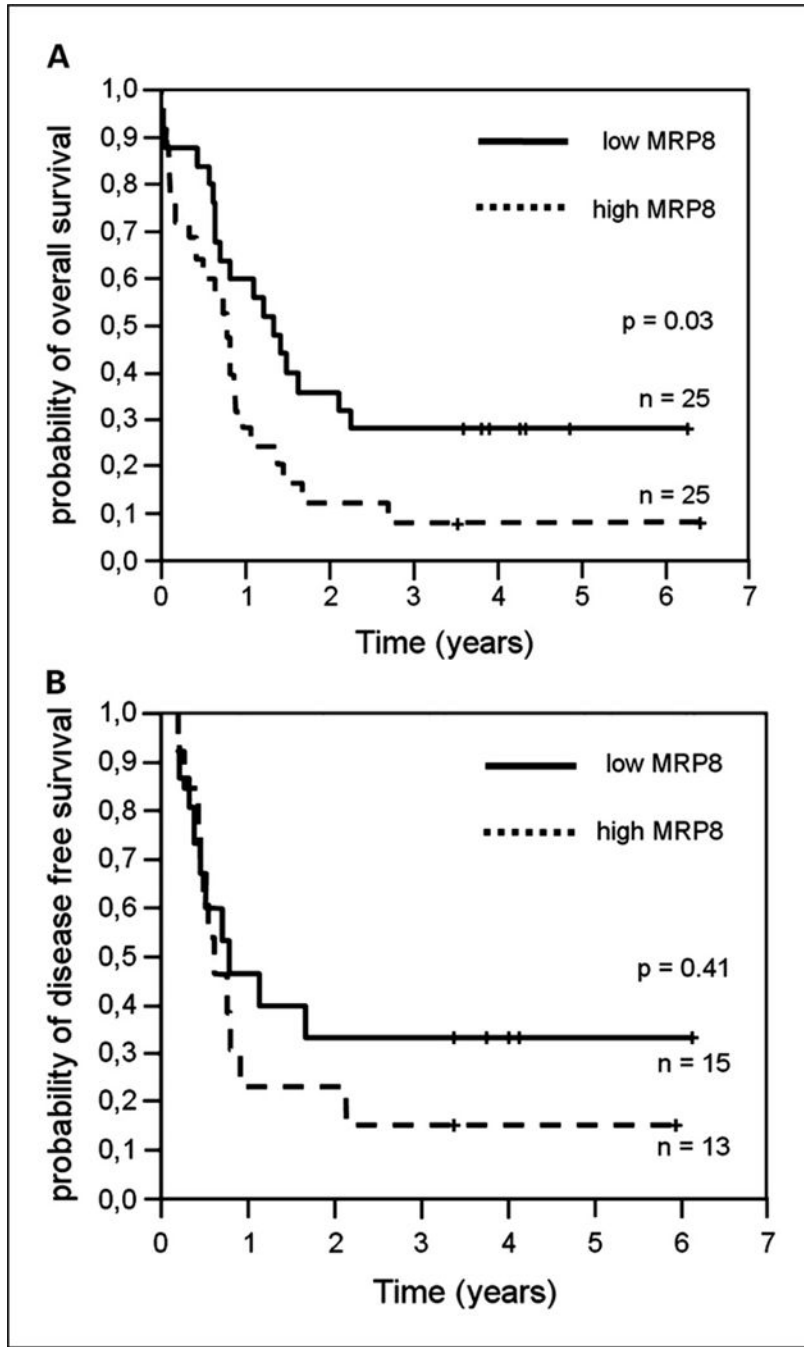 A
probability of overall survival
1,0
0,9
0,8
0,7
0,6
0,5
0,4
0,3
0,2
0,1
0,0
low MRP8
high MRP8
p = 0.03
n = 25
n = 25
0 1 2 3 4 5 6 7
Time (years)
B
probability of disease free survival
1,0
0,9
0,8
0,7
0,6
0,5
0,4
0,3
0,2
0,1
0,0
low MRP8
high MRP8
p = 0.41
n = 15
n = 13
0 1 2 3 4 5 6 7
Time (years)